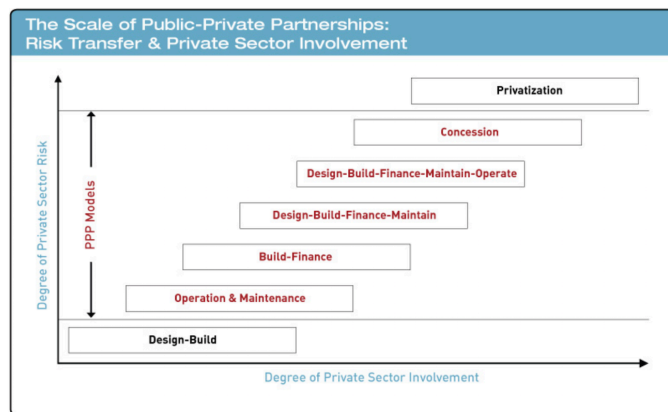 The Scale of Public-Private Partnerships:
Risk Transfer & Private Sector Involvement
Privatization
Concession
Design-Build-Finance-Maintain-Operate
Design-Build-Finance-Maintain
Build-Finance
Operation & Maintenance
Design-Build
Degree of Private Sector Risk
PPP Models
Degree of Private Sector Involvement